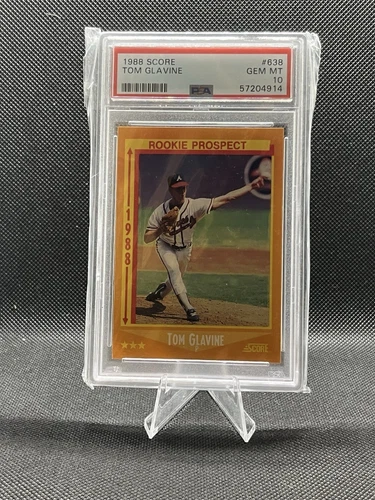 1988 SCORE #638
TOM GLAVINE GEM MT
PSA 10
57204914
ROOKIE PROSPECT
1988
TOM GLAVINE
SCORE